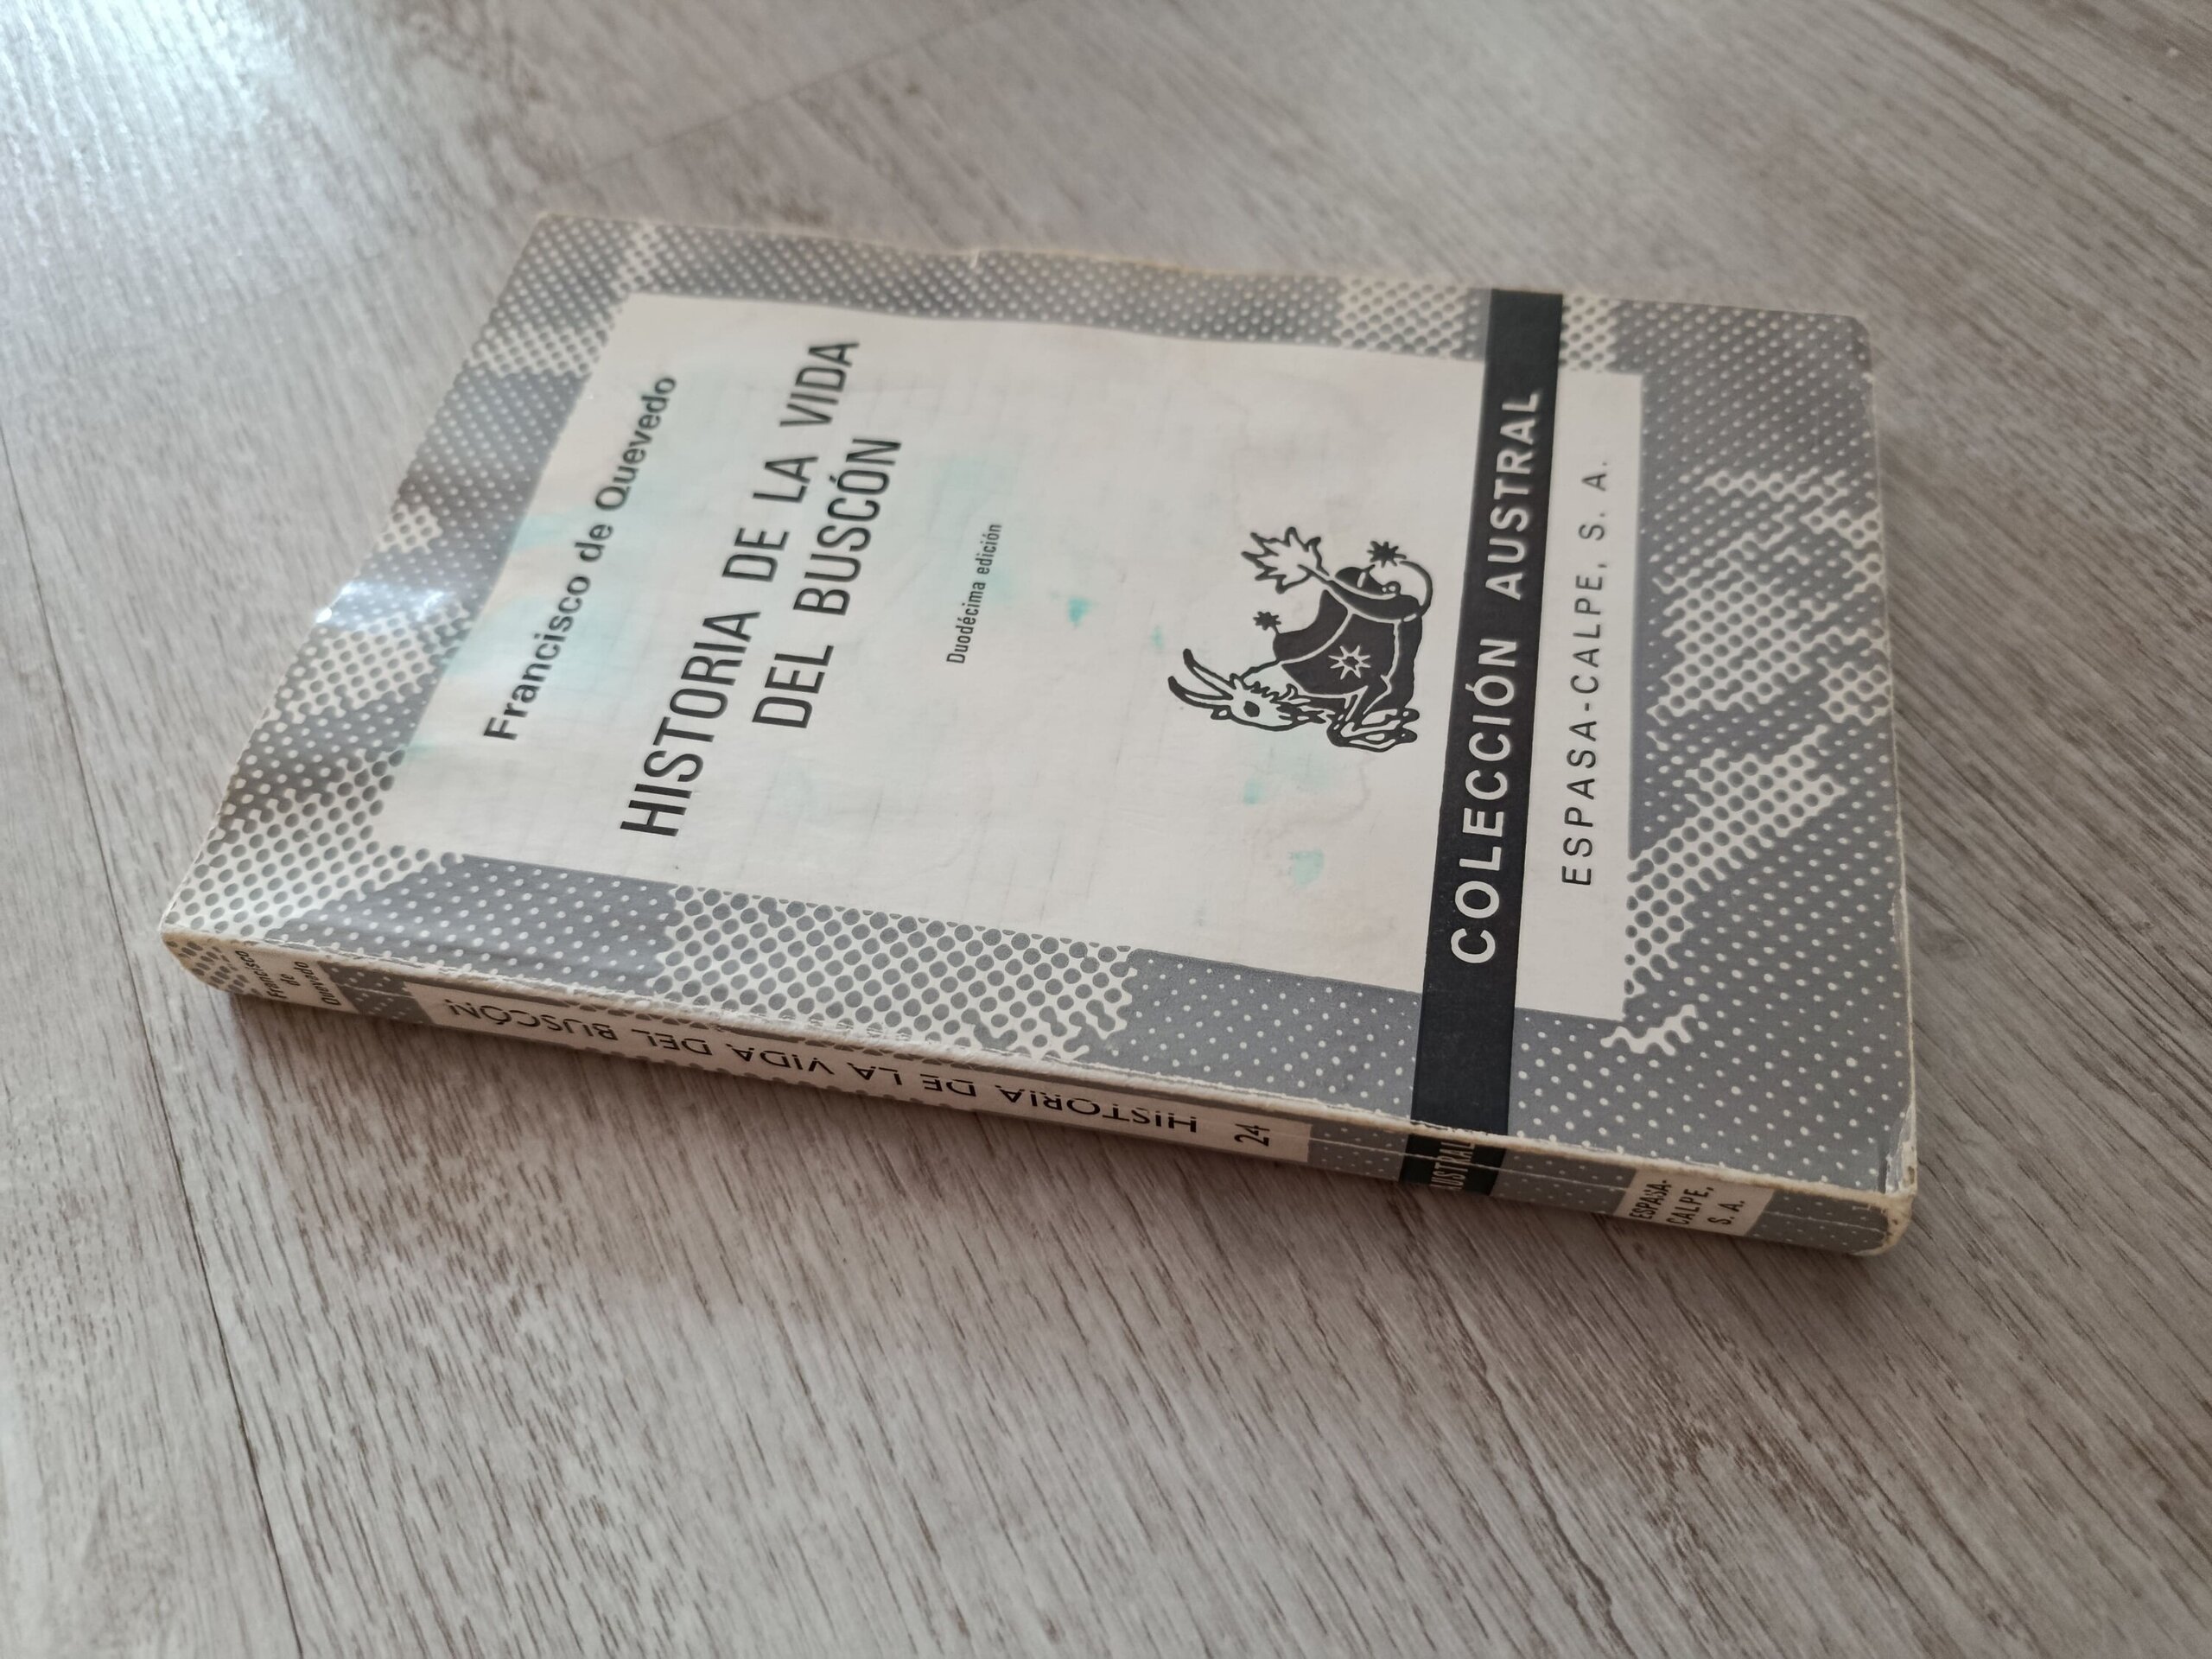 Francisco de Quevedo
HISTORIA DE LA VIDA
DEL BUSCÓN
Duodécima edición
COLECCIÓN AUSTRAL
ESPASA-CALPE, S. A.
Francisco
de
Quevedo
HISTORIA DE LA VIDA DEL BUSCÓN
24
AUSTRAL
ESPASA-
CALPE,
S. A.